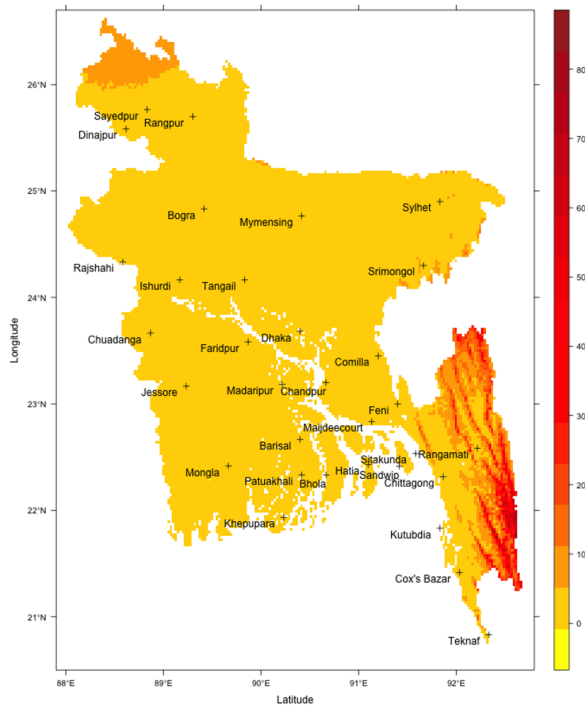 26°N
25°N
24°N
23°N
22°N
21°N
Longitude
Sayedpur
Rangpur
Dinajpur
Bogra
Mymensing
Sylhet
Rajshahi
Ishurdi
Tangail
Srimongol
Chuadanga
Faridpur
Dhaka
Comilla
Jessore
Madaripur
Chandpur
Feni
Majdeecourt
Barisal
Sitakunda
Rangamati
Mongla
Patuakhali
Bhola
Hatia
Sandwip
Chittagong
Khepupara
Kutubdia
Cox's Bazar
Teknaf
88°E
89°E
90°E
91°E
92°E
Latitude
80
70
60
50
40
30
20
10
0